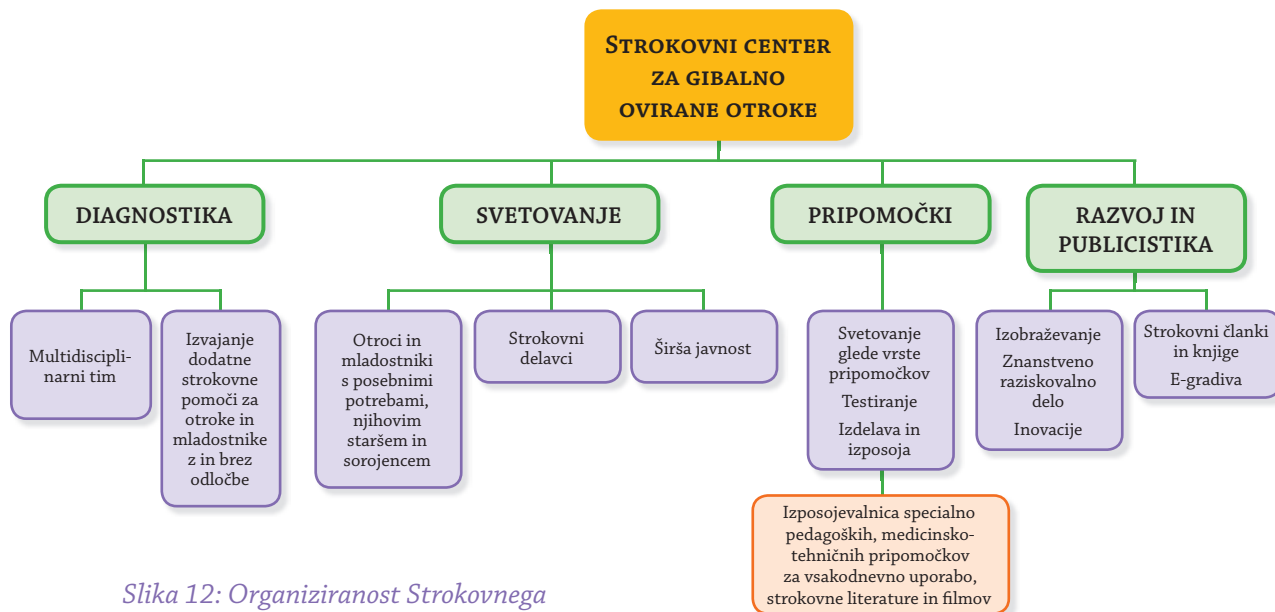 STROKOVNI CENTER
ZA GIBALNO
OVIRANE OTROKE
DIAGNOSTIKA
SVETOVANJE
PRIPOMOČKI
RAZVOJ IN
PUBLICISTIKA
Multidiscipli-
narni tim
Izvajanje
dodatne
strokovne
pomoči za
otroke in
mladostnike
z in brez
odločbe
Otroci in
mladostniki
s posebnimi
potrebami,
njihovim
staršem in
sorojencem
Strokovni
delavci
Širša javnost
Svetovanje
glede vrste
pripomočkov
Testiranje
Izdelava in
izposoja
Izobraževanje
Znanstveno
raziskovalno
delo
Inovacije
Strokovni članki
in knjige
E-gradiva
Izposojevalnica specialno
pedagoških, medicinsko-
tehničnih pripomočkov
za vsakodnevno uporabo,
strokovne literature in filmov
Slika 12: Organiziranost Strokovnega